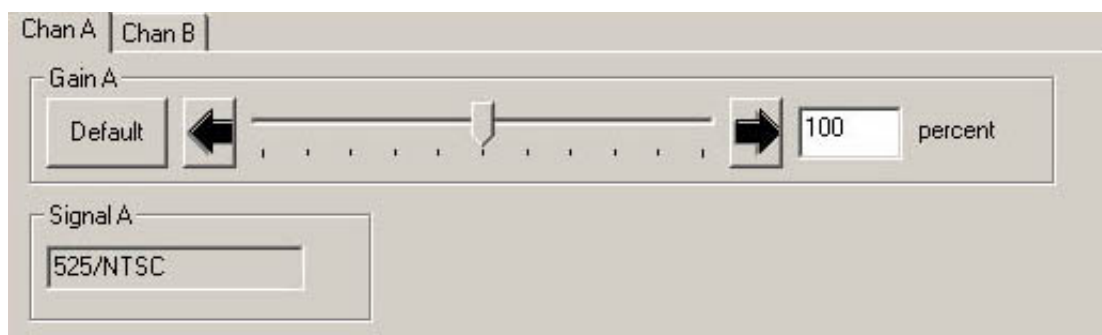 Chan A Chan B
Gain A
Default 100 percent
Signal A
525/NTSC